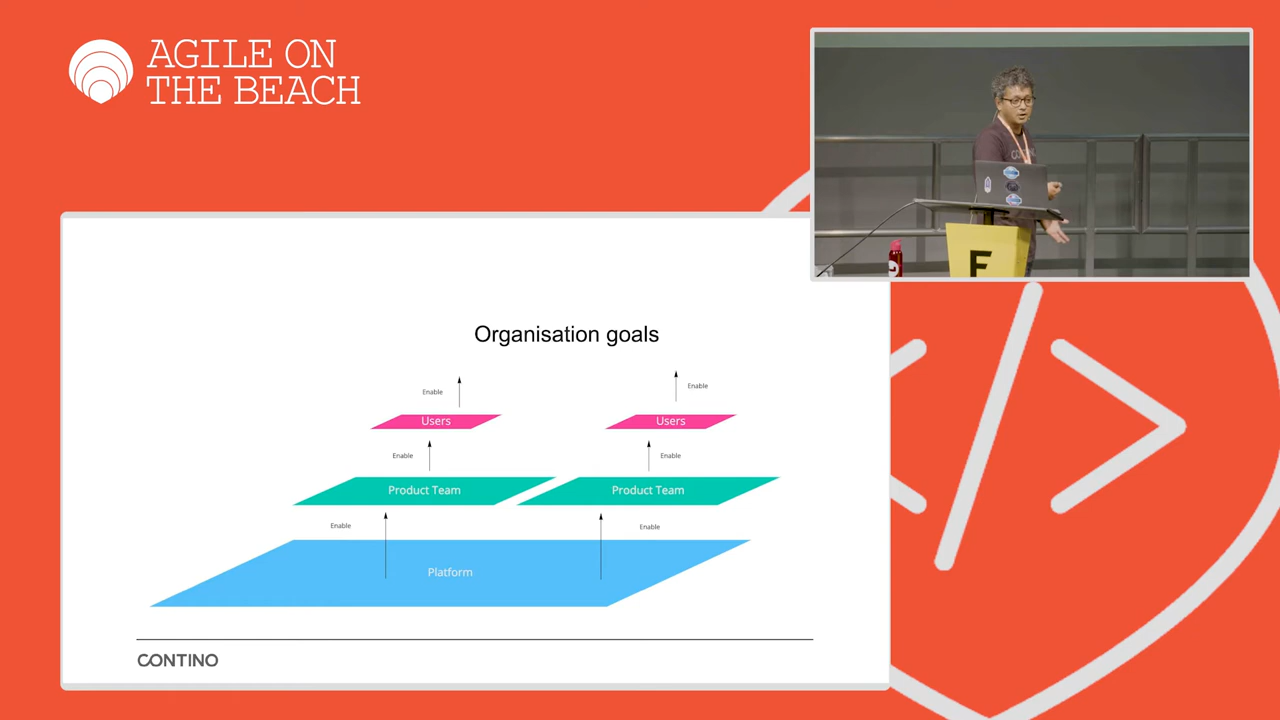 AGILE ON
THE BEACH
Organisation goals
Enable
Enable
Users
Users
Enable
Enable
Product Team
Product Team
Enable
Enable
Platform
CONTINO
CONTINO
F